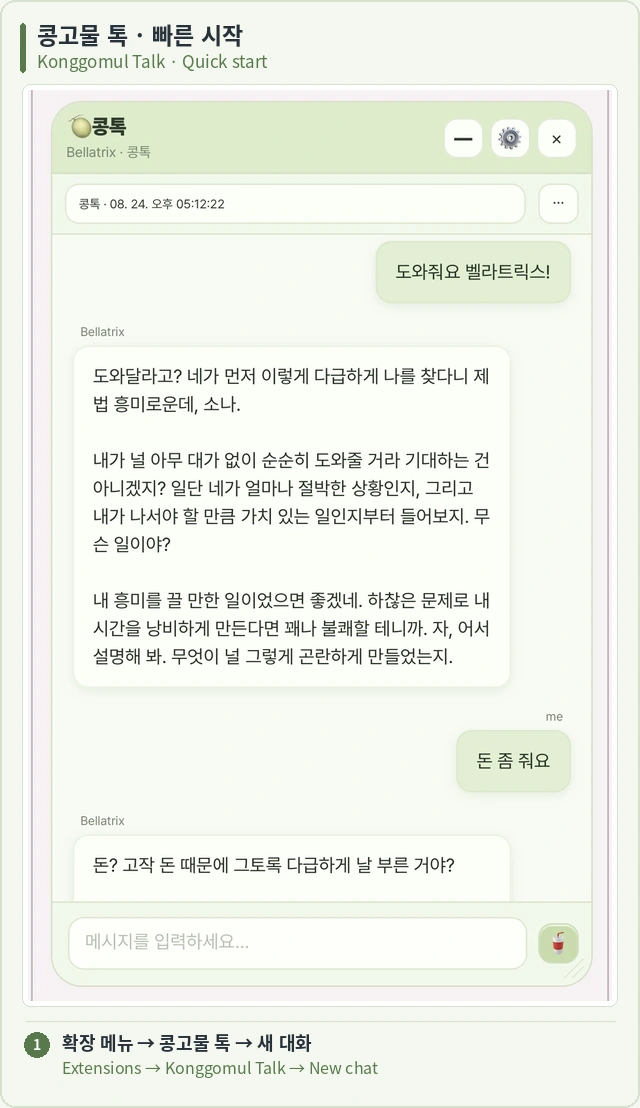 콩고물 톡 · 빠른 시작
Konggomul Talk · Quick start
콩톡
Bellatrix · 콩톡
콩톡 · 08. 24. 오후 05:12:22
도와줘요 벨라트릭스!
Bellatrix
도와달라고? 네가 먼저 이렇게 다급하게 나를 찾다니 제
법 흥미로운데, 소나.
내가 널 아무 대가 없이 순순히 도와줄 거라 기대하는 건
아니겠지? 일단 네가 얼마나 절박한 상황인지, 그리고
내가 나서야 할 만큼 가치 있는 일인지부터 들어보지. 무
슨 일이야?
내 흥미를 끌 만한 일이었으면 좋겠네. 하찮은 문제로 내
시간을 낭비하게 만든다면 꽤나 불쾌할 테니까. 자, 어서
설명해 봐. 무엇이 널 그렇게 곤란하게 만들었는지.
me
돈 좀 줘요
Bellatrix
돈? 고작 돈 때문에 그토록 다급하게 날 부른 거야?
메시지를 입력하세요...
1 확장 메뉴 → 콩고물 톡 → 새 대화
Extensions → Konggomul Talk → New chat